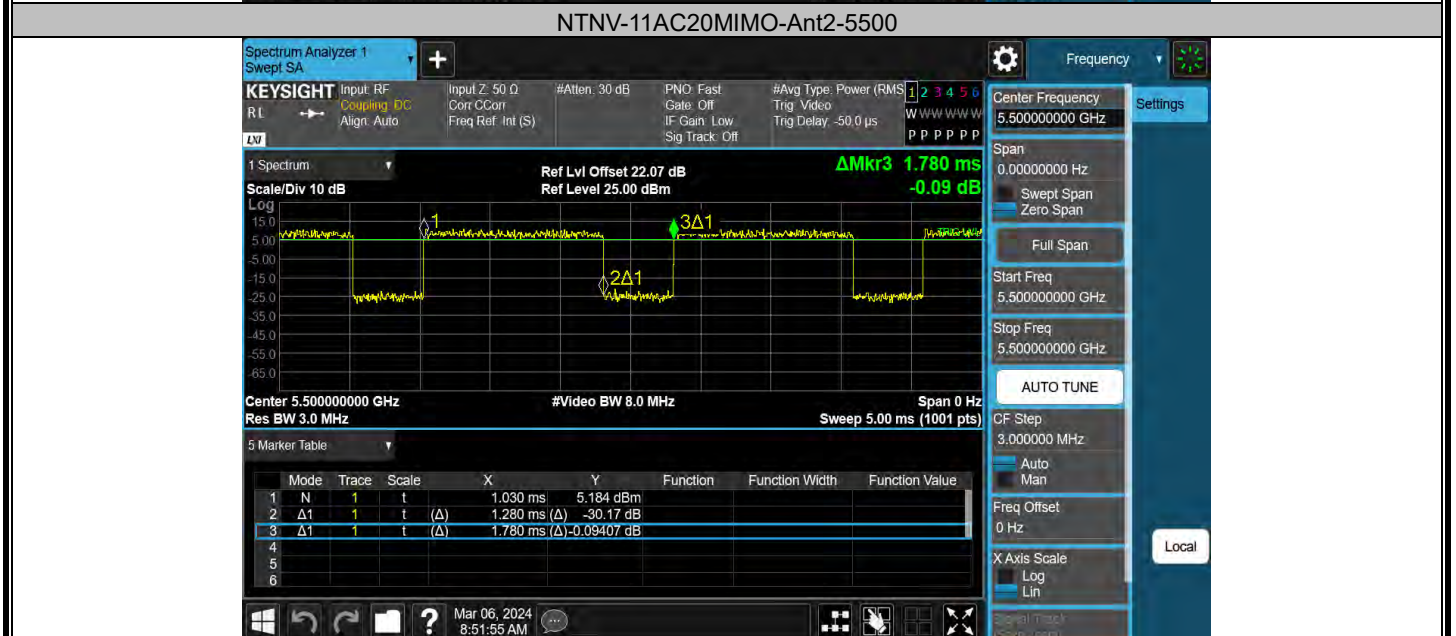 NTNV-11AC20MIMO-Ant2-5500
Spectrum Analyzer 1
Swept SA
+
Frequency
KEYSIGHT
RL
LXI
Input: RF
Coupling: DC
Align: Auto
Input Z: 50 Ω
Corr CCorr
Freq Ref: Int (S)
#Atten: 30 dB
PNO: Fast
Gate: Off
IF Gain: Low
Sig Track: Off
#Avg Type: Power (RMS
Trig: Video
Trig Delay: -50.0 µs
1 2 3 4 5 6
W W W W W W
P P P P P P
1 Spectrum
Scale/Div 10 dB
Ref Lvl Offset 22.07 dB
Ref Level 25.00 dBm
ΔMkr3 1.780 ms
-0.09 dB
Log
15.0
5.00
-5.00
-15.0
-25.0
-35.0
-45.0
-55.0
-65.0
1
2Δ1
3Δ1
Center 5.500000000 GHz
Res BW 3.0 MHz
#Video BW 8.0 MHz
Span 0 Hz
Sweep 5.00 ms (1001 pts)
5 Marker Table
Mode Trace Scale X Y Function Function Width Function Value
1 N 1 t 1.030 ms 5.184 dBm
2 Δ1 1 t (Δ) 1.280 ms (Δ) -30.17 dB
3 Δ1 1 t (Δ) 1.780 ms (Δ) -0.09407 dB
4
5
6
Mar 06, 2024
8:51:55 AM
?
Center Frequency
5.500000000 GHz
Settings
Span
0.00000000 Hz
Swept Span
Zero Span
Full Span
Start Freq
5.500000000 GHz
Stop Freq
5.500000000 GHz
AUTO TUNE
CF Step
3.000000 MHz
Auto
Man
Freq Offset
0 Hz
X Axis Scale
Log
Lin
Signal Track
Local